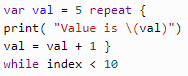 var val = 5 repeat {
print( "Value is \(val)")
val = val + 1 }
while index < 10